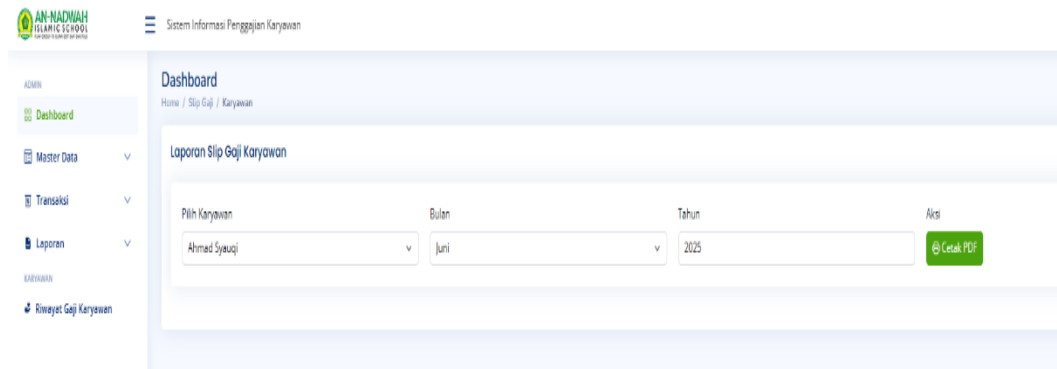 AN-NADWAH
ISLAMIC SCHOOL
Sistem Informasi Penggajian Karyawan
ADMIN
Dashboard
Master Data
Transaksi
Laporan
KARYAWAN
Riwayat Gaji Karyawan
Dashboard
Home / Slip Gaji / Karyawan
Laporan Slip Gaji Karyawan
Pilih Karyawan
Bulan
Tahun
Aksi
Ahmad Syauqi
Juni
2025
Cetak PDF